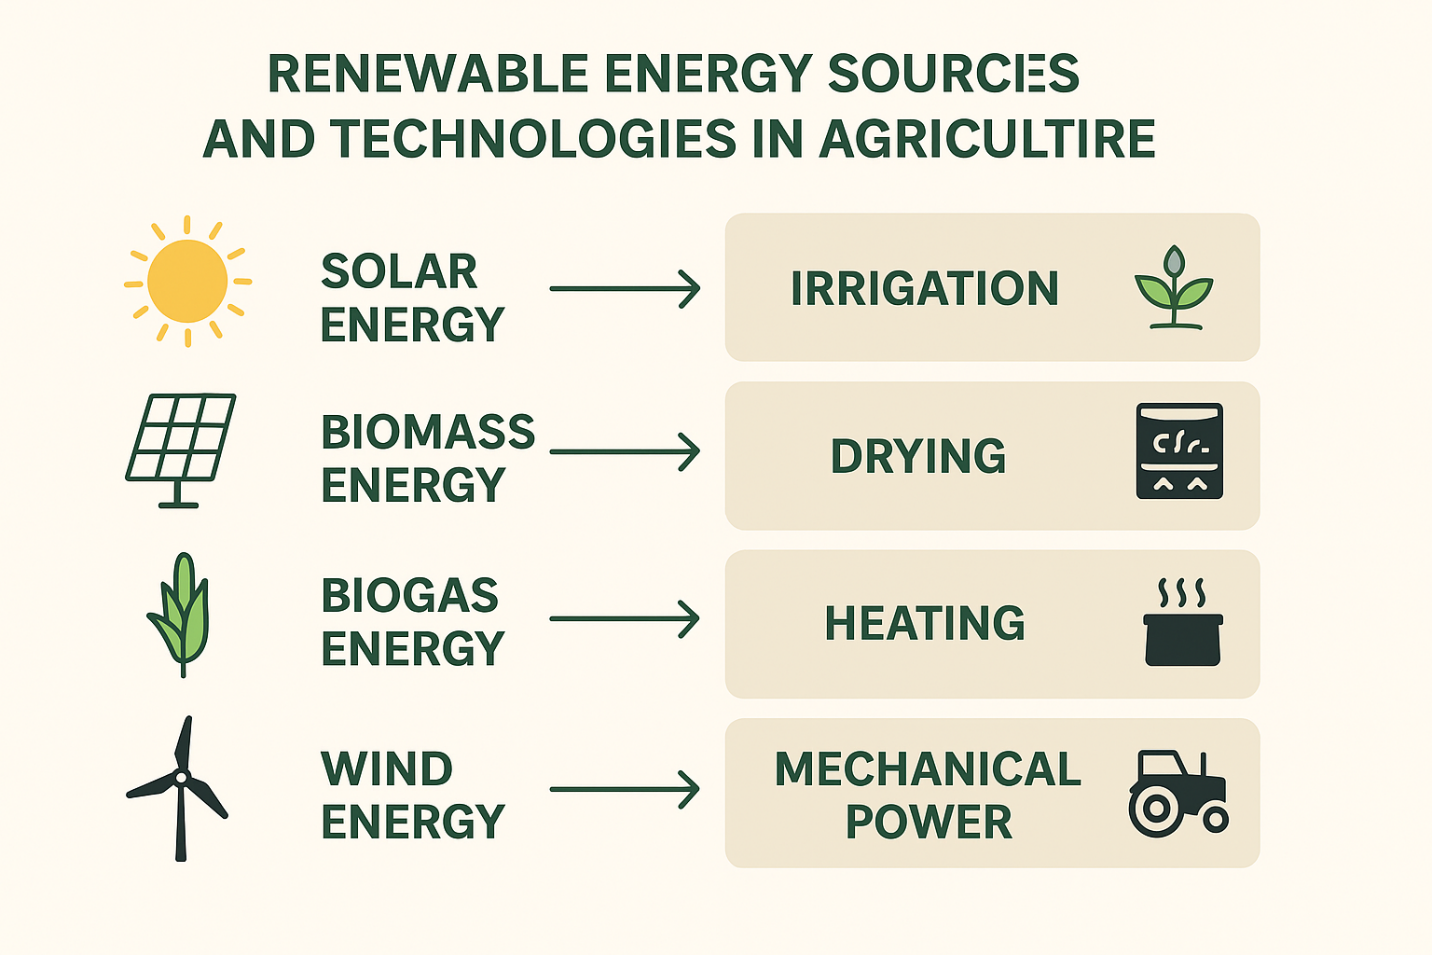 RENEWABLE ENERGY SOURCES
AND TECHNOLOGIES IN AGRICULTIRE
SOLAR
ENERGY
IRRIGATION
BIOMASS
ENERGY
DRYING
BIOGAS
ENERGY
HEATING
WIND
ENERGY
MECHANICAL
POWER